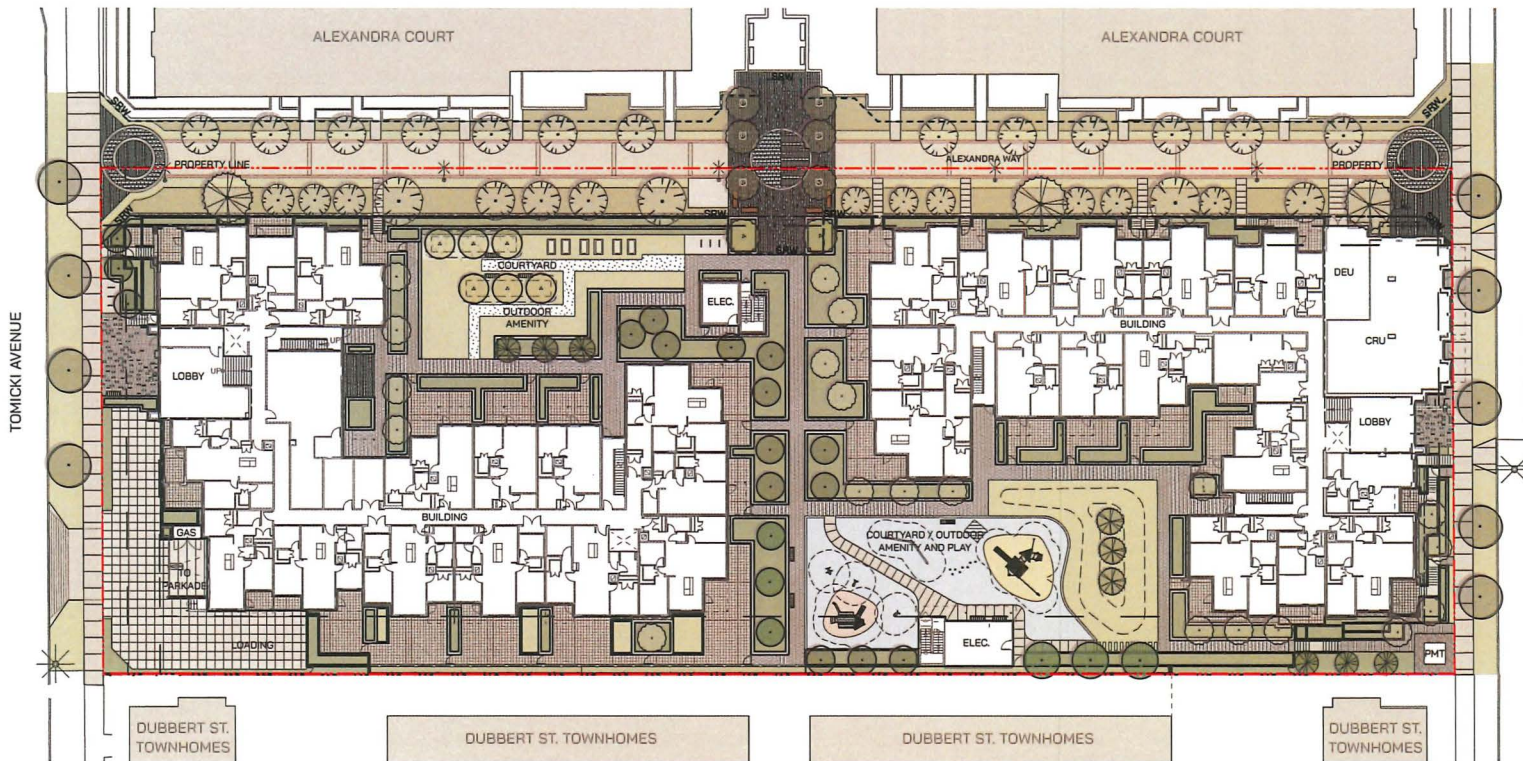 ALEXANDRA COURT
ALEXANDRA COURT
SRW
SRW
SRW
PROPERTY LINE
ALEXANDRA WAY
PROPERTY
SRW
SRW
SRW
SRW
COURTYARD
OUTDOOR
AMENITY
ELEC.
DEU
BUILDING
CRU
UP
UP
LOBBY
TOMICKI AVENUE
LOBBY
BUILDING
GAS
TO
PARKADE
COURTYARD / OUTDOOR
AMENITY AND PLAY
LOADING
ELEC.
PMT
DUBBERT ST.
TOWNHOMES
DUBBERT ST. TOWNHOMES
DUBBERT ST. TOWNHOMES
DUBBERT ST.
TOWNHOMES